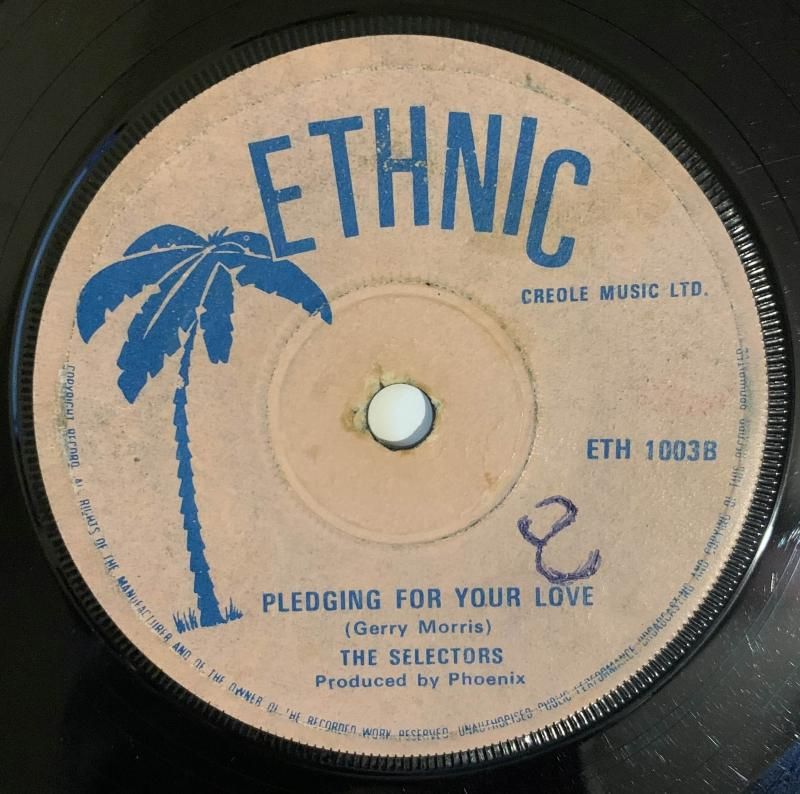 ETHNIC
CREOLE MUSIC LTD.
ETH 1003B
PLEDGING FOR YOUR LOVE
(Gerry Morris)
THE SELECTORS
Produced by Phoenix
COPYRIGHT RECORD ALL RIGHTS OF THE MANUFACTURER AND OF THE OWNER OF THE RECORDED WORK RESERVED UNAUTHORISED PUBLIC PERFORMANCE BROADCASTING AND COPYING OF THIS RECORD PROHIBITED